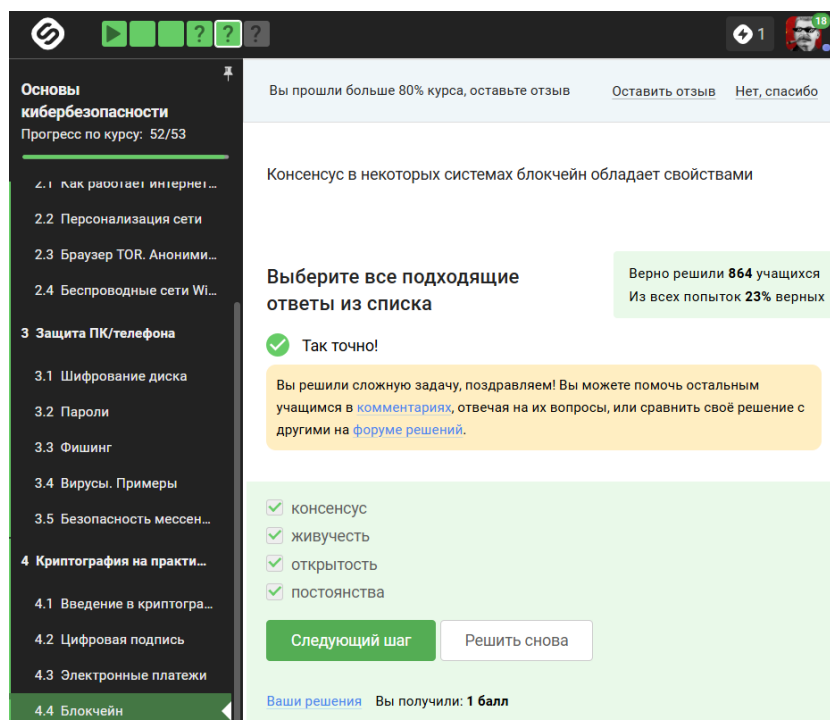 ? ? ?
1
18
Основы
кибербезопасности
Прогресс по курсу: 52/53
2.1 Как работает интернет...
2.2 Персонализация сети
2.3 Браузер TOR. Аноними...
2.4 Беспроводные сети Wi...
3 Защита ПК/телефона
3.1 Шифрование диска
3.2 Пароли
3.3 Фишинг
3.4 Вирусы. Примеры
3.5 Безопасность мессен...
4 Криптография на практи...
4.1 Введение в криптогра...
4.2 Цифровая подпись
4.3 Электронные платежи
4.4 Блокчейн
Вы прошли больше 80% курса, оставьте отзыв Оставить отзыв Нет, спасибо
Консенсус в некоторых системах блокчейн обладает свойствами
Выберите все подходящие
ответы из списка
Верно решили 864 учащихся
Из всех попыток 23% верных
Так точно!
Вы решили сложную задачу, поздравляем! Вы можете помочь остальным
учащимся в комментариях, отвечая на их вопросы, или сравнить своё решение с
другими на форуме решений.
консенсус
живучесть
открытость
постоянства
Следующий шаг Решить снова
Ваши решения Вы получили: 1 балл